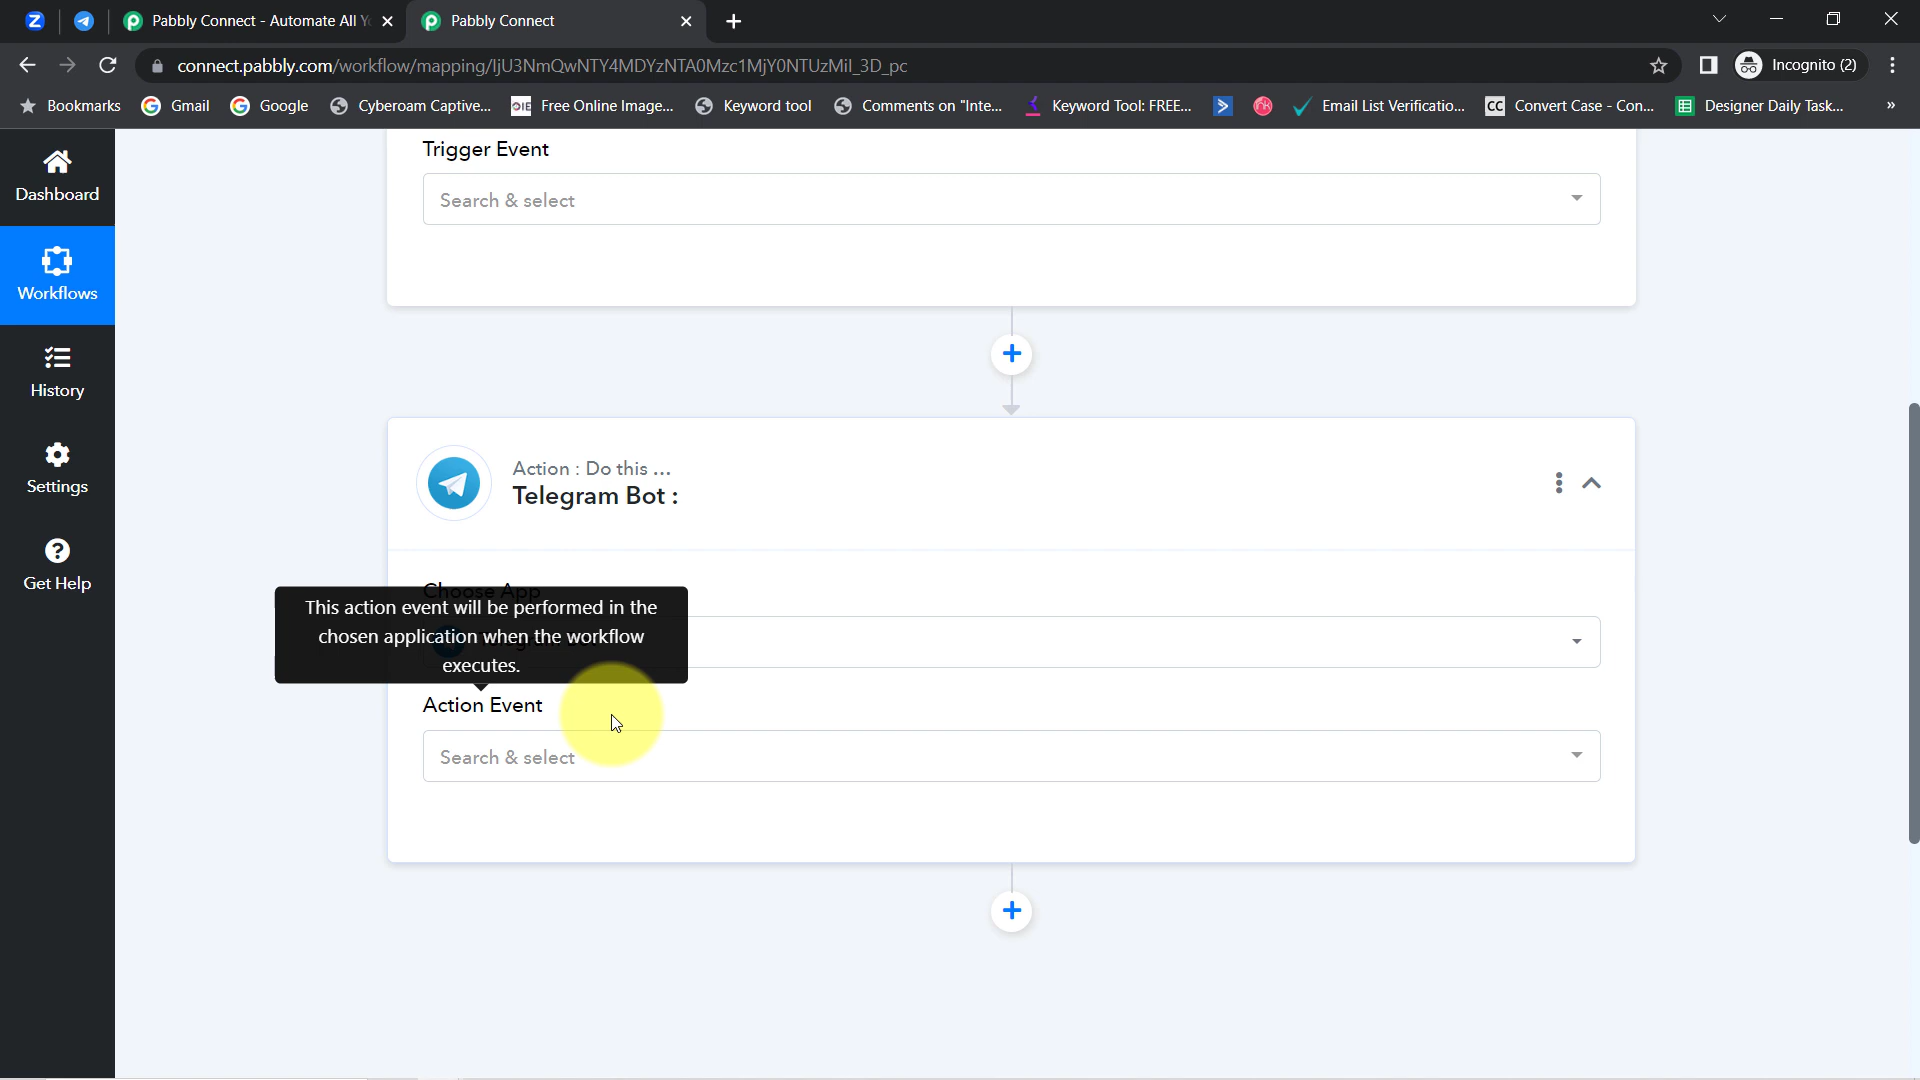 Pabbly Connect - Automate All Y
Pabbly Connect
connect.pabbly.com/workflow/mapping/IjU3NmQwNTY4MDYzNTA0Mzc1MjY0NTUzMiI_3D_pc
Incognito (2)
Bookmarks
Gmail
Google
Cyberoam Captive...
Free Online Image...
Keyword tool
Comments on "Inte...
Keyword Tool: FREE...
Email List Verificatio...
CC Convert Case - Con...
Designer Daily Task...
»
Dashboard
Workflows
History
Settings
Get Help
Trigger Event
Search & select
Action : Do this ...
Telegram Bot :
Choose App
This action event will be performed in the
chosen application when the workflow
executes.
Action Event
Search & select